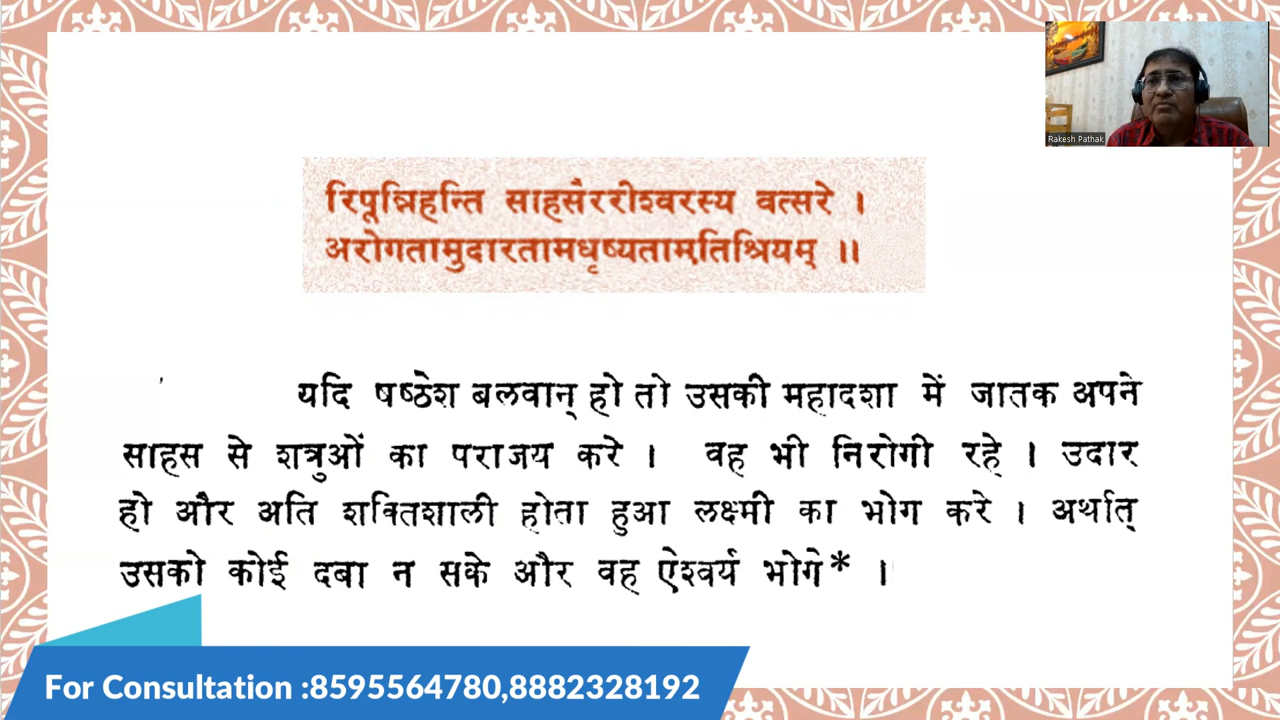 Rakesh Pathak
रिपून्निहन्ति साहसैररीश्वरस्य वत्सरे ।
अरोगतामुदारतामधृष्यतामतिश्रियम् ॥
यदि षष्ठेश बलवान् हो तो उसकी महादशा में जातक अपने
साहस से शत्रुओं का पराजय करे । वह भी निरोगी रहे । उदार
हो और अति शक्तिशाली होता हुआ लक्ष्मी का भोग करे । अर्थात्
उसको कोई दबा न सके और वह ऐश्वर्य भोगे* ।
For Consultation :8595564780,8882328192